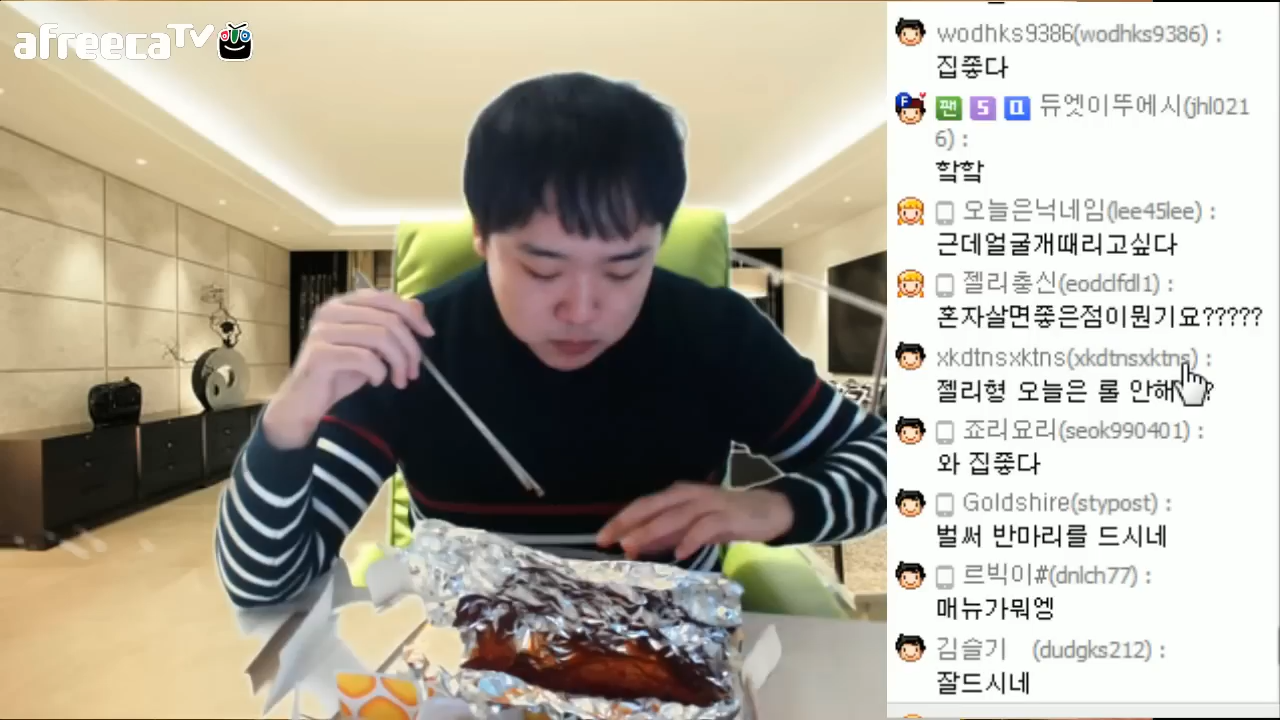 afreecaTV
wodhks9386(wodhks9386) :
집좋다
팬 5 a 듀엣이뚜에시(jhl021
6) :
핰핰
오늘은넉네임(lee45lee) :
근데얼굴개때리고싶다
젤리충신(eodclfdl1) :
혼자살면좋은점이뭔기요?????
xkdtnsxktns(xkdtnsxktns) :
젤리형 오늘은 롤 안해 ?
죠리묘리(seok990401) :
와 집좋다
Goldshire(stypost) :
벌써 반마리를 드시네
르빅이#(dnlch77) :
매뉴가뭐엥
김슬기 (dudgks212) :
잘드시네